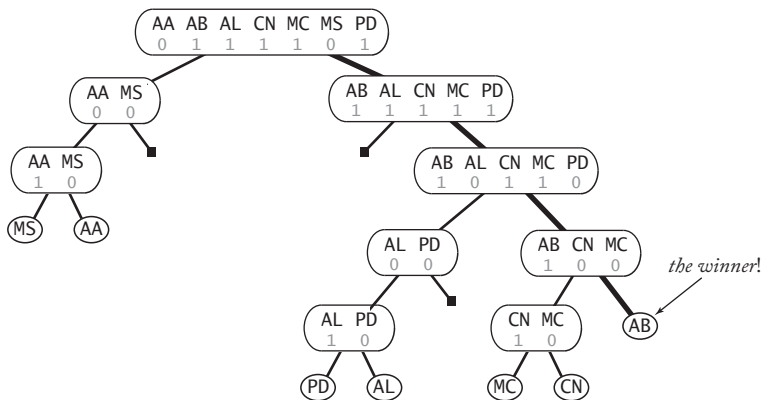 AA AB AL CN MC MS PD
0 1 1 1 1 0 1
AA MS
0 0
AB AL CN MC PD
1 1 1 1 1
AA MS
1 0
AB AL CN MC PD
1 0 1 1 0
MS
AA
AL PD
0 0
AB CN MC
1 0 0
the winner!
AL PD
1 0
CN MC
1 0
AB
PD
AL
MC
CN